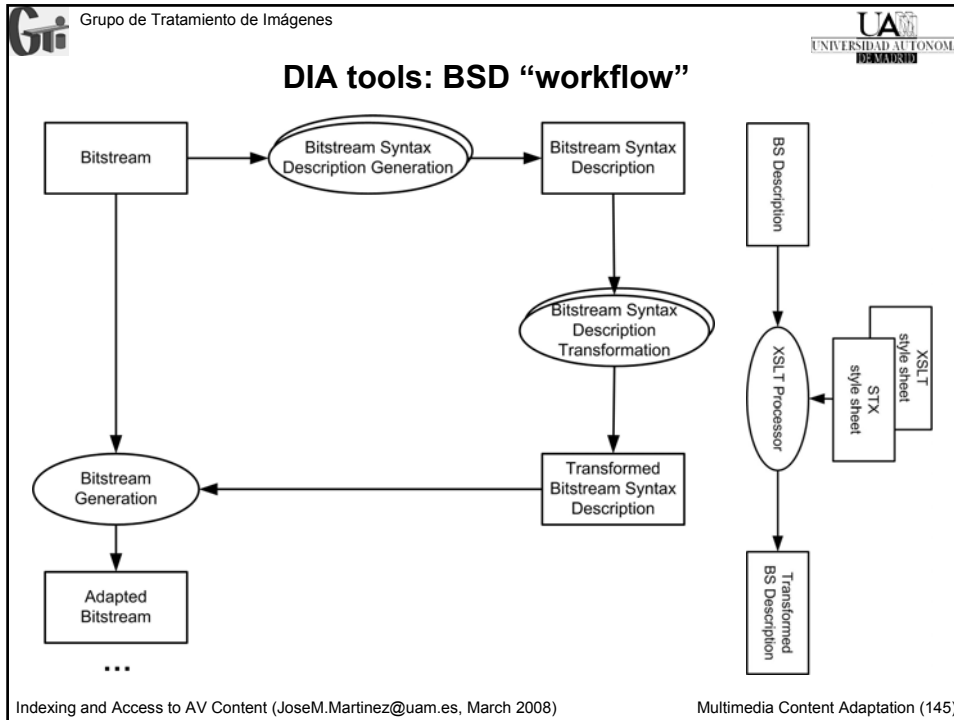 Grupo de Tratamiento de Imágenes
GTi
UAM
UNIVERSIDAD AUTONOMA
DE MADRID
DIA tools: BSD “workflow”
Bitstream
Bitstream Syntax
Description Generation
Bitstream Syntax
Description
Bitstream Syntax
Description
Transformation
Transformed
Bitstream Syntax
Description
Bitstream
Generation
Adapted
Bitstream
...
BS Description
XSLT Processor
XSLT
style sheet
STX
style sheet
Transformed
BS Description
Indexing and Access to AV Content (JoseM.Martinez@uam.es, March 2008)
Multimedia Content Adaptation (145)